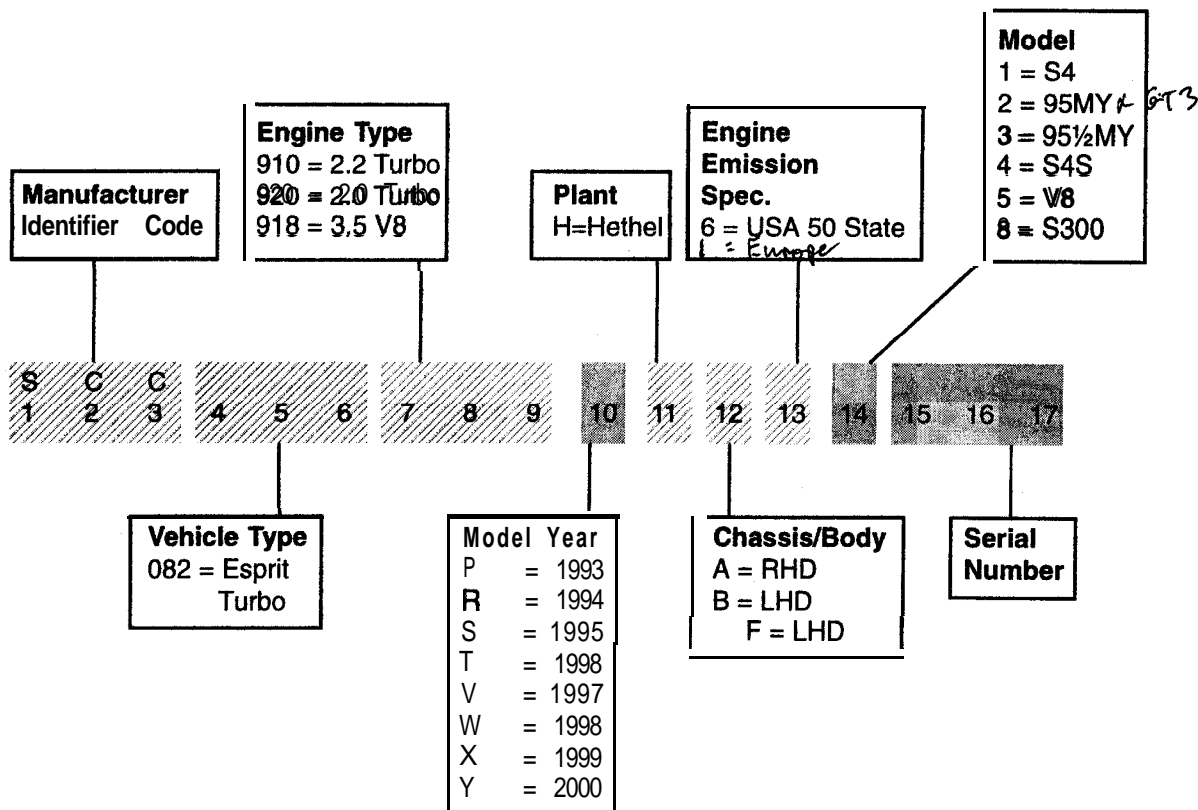 Model
1 = S4
2 = 95MY & GT3
3 = 95½MY
4 = S4S
5 = V8
8 = S300
Engine Type
910 = 2.2 Turbo
920 = 2.0 Turbo
918 = 3.5 V8
Engine
Emission
Spec.
6 = USA 50 State
1 = Europe
Manufacturer
Identifier Code
Plant
H=Hethel
S C C
1 2 3 4 5 6 7 8 9 10 11 12 13 14 15 16 17
Vehicle Type
082 = Esprit
Turbo
Model Year
P = 1993
R = 1994
S = 1995
T = 1998
V = 1997
W = 1998
X = 1999
Y = 2000
Chassis/Body
A = RHD
B = LHD
F = LHD
Serial
Number